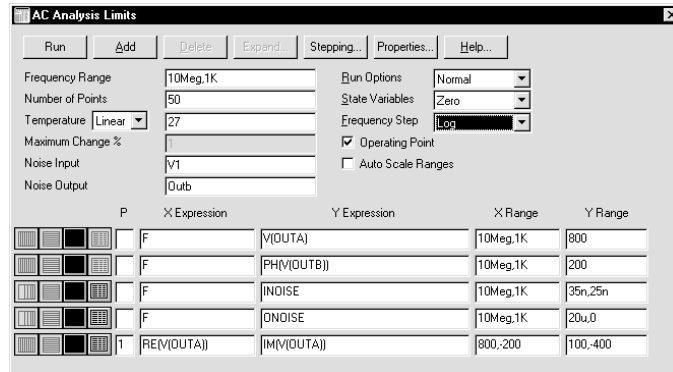 AC Analysis Limits
Run Add Delete Expand... Stepping... Properties... Help...
Frequency Range 10Meg,1K Run Options Normal
Number of Points 50 State Variables Zero
Temperature Linear 27 Frequency Step Log
Maximum Change % 1 Operating Point
Noise Input V1 Auto Scale Ranges
Noise Output Outb
P X Expression Y Expression X Range Y Range
F V(OUTA) 10Meg,1K 800
F PH(V(OUTB)) 10Meg,1K 200
F INOISE 10Meg,1K 35n,25n
F ONOISE 10Meg,1K 20u,0
1 RE(V(OUTA)) IM(V(OUTA)) 800,-200 100,-400